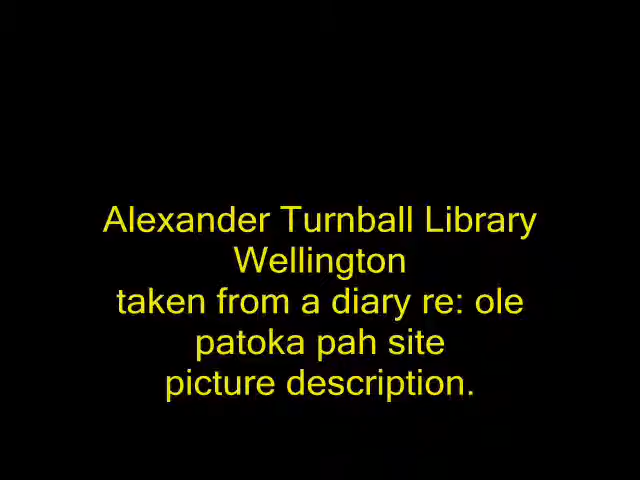 Alexander Turnball Library
Wellington
taken from a diary re: ole
patoka pah site
picture description.